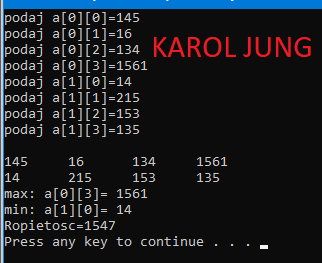 podaj a[0][0]=145
podaj a[0][1]=16
podaj a[0][2]=134
KAROL JUNG
podaj a[0][3]=1561
podaj a[1][0]=14
podaj a[1][1]=215
podaj a[1][2]=153
podaj a[1][3]=135
145 16 134 1561
14 215 153 135
max: a[0][3]= 1561
min: a[1][0]= 14
Ropietosc=1547
Press any key to continue . . .